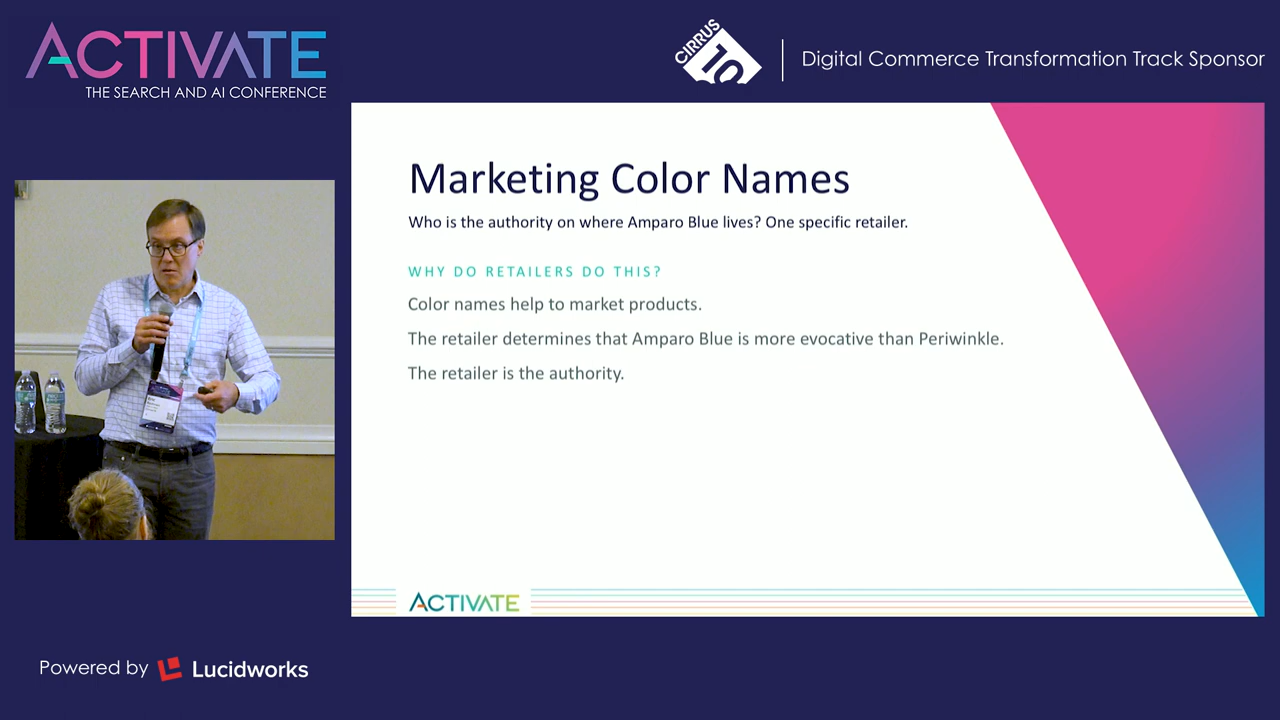 ACTIVATE
THE SEARCH AND AI CONFERENCE
CIRRUS
10
Digital Commerce Transformation Track Sponsor
Marketing Color Names
Who is the authority on where Amparo Blue lives? One specific retailer.
WHY DO RETAILERS DO THIS?
Color names help to market products.
The retailer determines that Amparo Blue is more evocative than Periwinkle.
The retailer is the authority.
ACTIVATE
Powered by Lucidworks